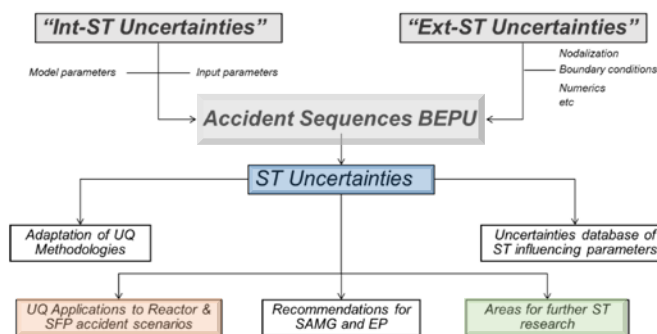 “Int-ST Uncertainties”
“Ext-ST Uncertainties”
Model parameters
Input parameters
Nodalization
Boundary conditions
Numerics
etc
Accident Sequences BEPU
ST Uncertainties
Adaptation of UQ
Methodologies
Uncertainties database of
ST influencing parameters
UQ Applications to Reactor &
SFP accident scenarios
Recommendations for
SAMG and EP
Areas for further ST
research